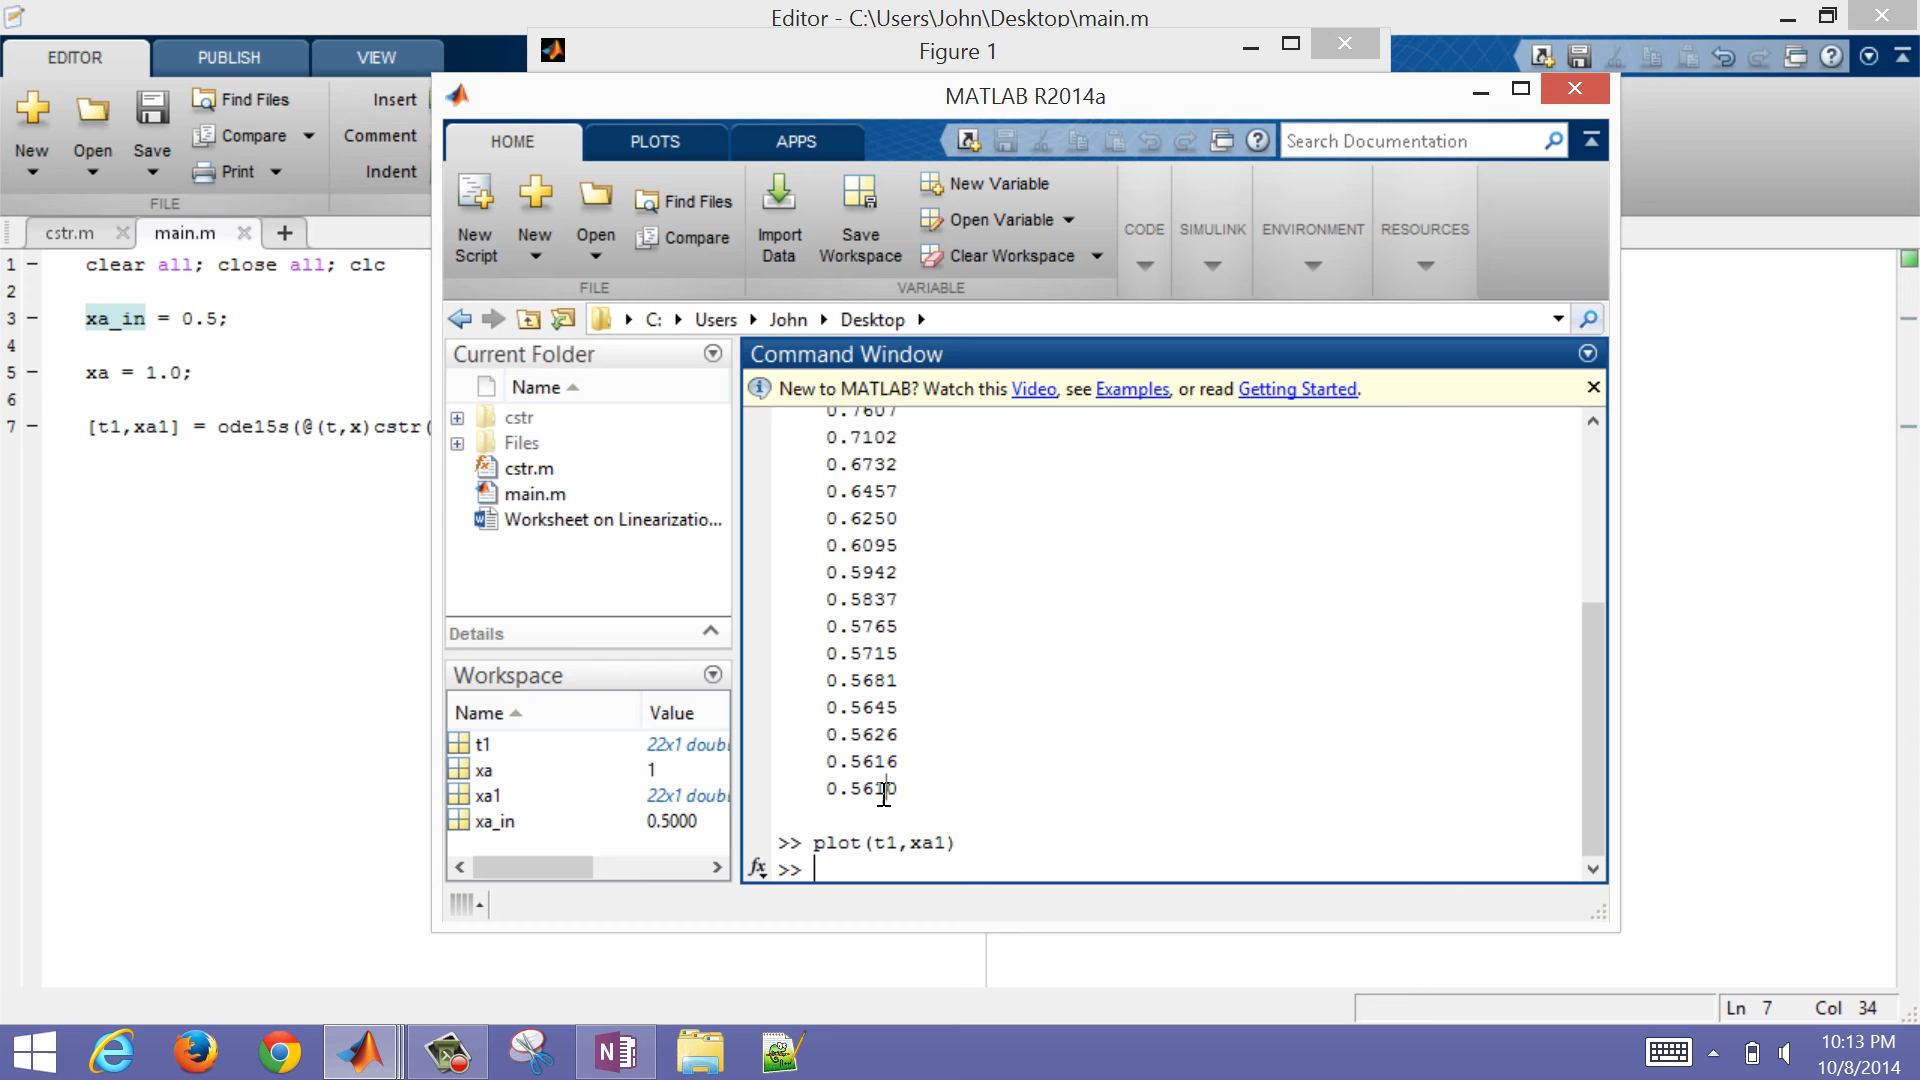 Editor - C:\Users\John\Desktop\main.m
Figure 1
EDITOR PUBLISH VIEW
New Open Save
Find Files
Compare
Print
Insert
Comment
Indent
FILE
cstr.m main.m
1 clear all; close all; clc
2
3 xa_in = 0.5;
4
5 xa = 1.0;
6
7 [t1,xa1] = ode15s(@(t,x)cstr(
MATLAB R2014a
HOME PLOTS APPS
Search Documentation
New Script
New
Open
Find Files
Compare
Import Data
Save Workspace
New Variable
Open Variable
Clear Workspace
CODE SIMULINK ENVIRONMENT RESOURCES
FILE VARIABLE
C: Users John Desktop
Current Folder
Name
cstr
Files
cstr.m
main.m
Worksheet on Linearizatio...
Details
Workspace
Name Value
t1 22x1 doubl
xa 1
xa1 22x1 doubl
xa_in 0.5000
Command Window
New to MATLAB? Watch this Video, see Examples, or read Getting Started.
0.7607
0.7102
0.6732
0.6457
0.6250
0.6095
0.5942
0.5837
0.5765
0.5715
0.5681
0.5645
0.5626
0.5616
0.5610
>> plot(t1,xa1)
fx >>
Ln 7 Col 34
10:13 PM
10/8/2014